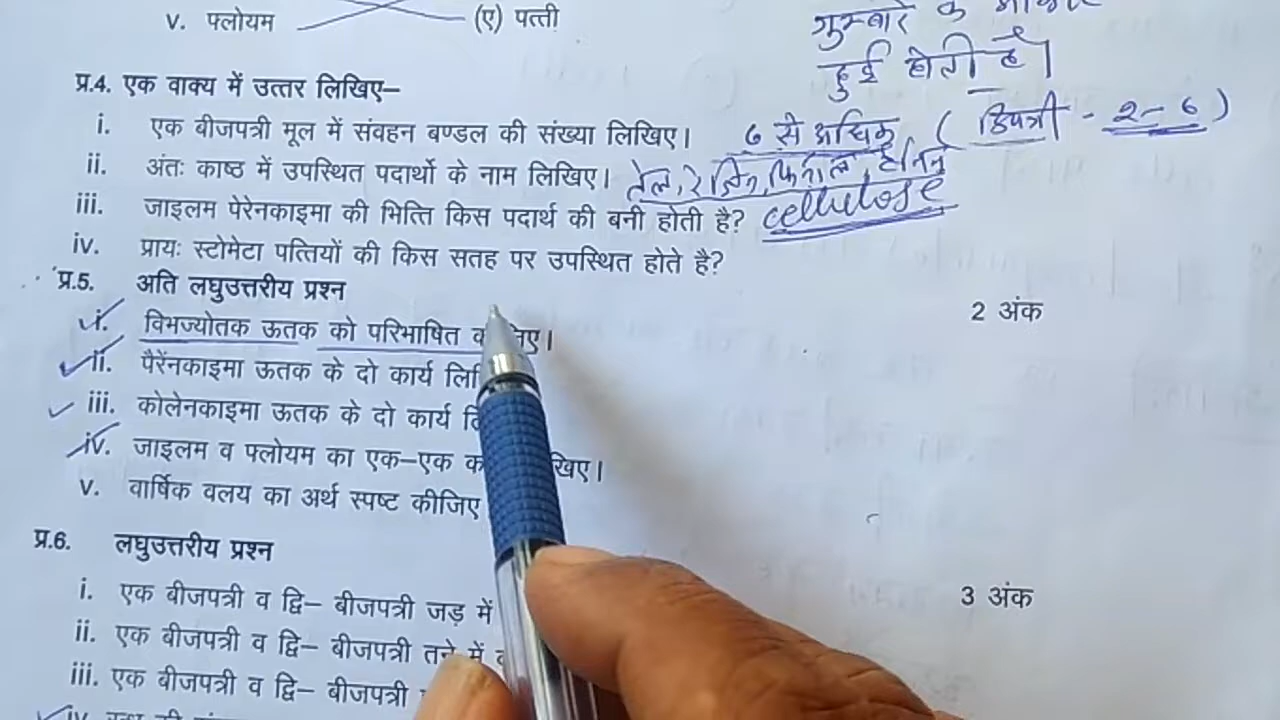 v. फ्लोयम (ए) पत्ती
गुब्बारे के
हुई होती है।
प्र.4. एक वाक्य में उत्तर लिखिए–
i. एक बीजपत्री मूल में संवहन बण्डल की संख्या लिखिए। 6 से अधिक ( द्विपत्री - 2-6 )
ii. अंतः काष्ठ में उपस्थित पदार्थो के नाम लिखिए। तेल, रेजिन,
iii. जाइलम पेरेनकाइमा की भित्ति किस पदार्थ की बनी होती है? cellulose
iv. प्रायः स्टोमेटा पत्तियों की किस सतह पर उपस्थित होते है?
प्र.5. अति लघुउत्तरीय प्रश्न 2 अंक
i. विभज्योतक ऊतक को परिभाषित
ii. पैरेंनकाइमा ऊतक के दो कार्य
iii. कोलेनकाइमा ऊतक के दो कार्य
iv. जाइलम व फ्लोयम का एक–एक
v. वार्षिक वलय का अर्थ स्पष्ट कीजिए
प्र.6. लघुउत्तरीय प्रश्न 3 अंक
i. एक बीजपत्री व द्वि– बीजपत्री जड़ में
ii. एक बीजपत्री व द्वि– बीजपत्री तने में
iii. एक बीजपत्री व द्वि– बीजपत्री
iv.